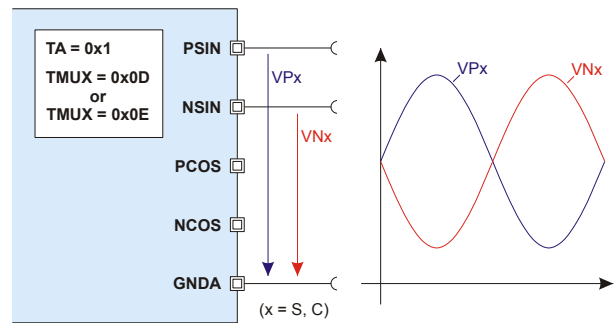 TA = 0x1
TMUX = 0x0D
or
TMUX = 0x0E
PSIN
NSIN
PCOS
NCOS
GNDA
VPx
VNx
(x = S, C)
VPx
VNx